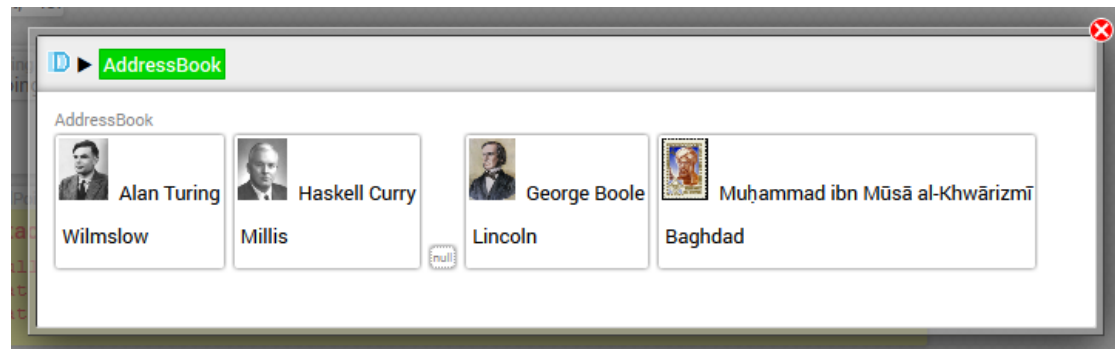 AddressBook
AddressBook
Alan Turing
Wilmslow
Haskell Curry
Millis
null
George Boole
Lincoln
Muḥammad ibn Mūsā al-Khwārizmī
Baghdad